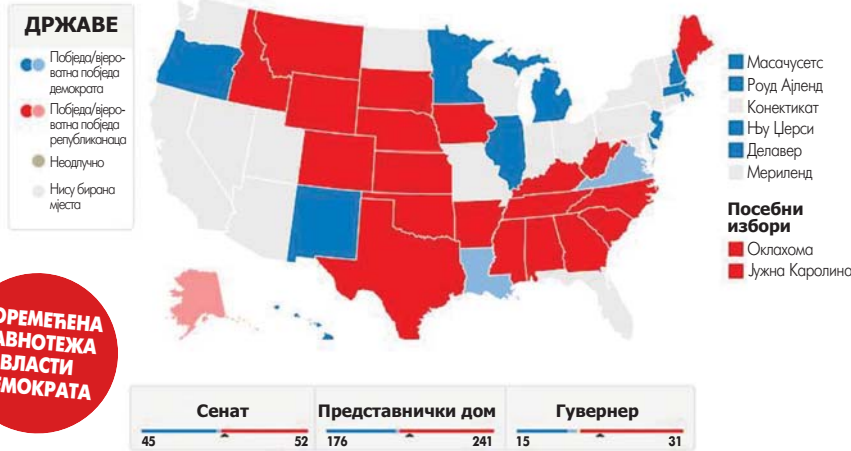 ДРЖАВЕ
Побједа/вјеро-
ватна побједа
демократа
Побједа/вјеро-
ватна побједа
републиканаца
Неодлучно
Нису бирана
мјеста
Масачусетс
Роуд Ајленд
Конектикат
Њу Џерси
Делавер
Мериленд
Посебни
избори
Оклахома
Јужна Каролина
ОРЕМЕЋЕНА
АВНОТЕЖА
ВЛАСТИ
ЕМОКРАТА
Сенат
45 52
Представнички дом
176 241
Гувернер
15 31